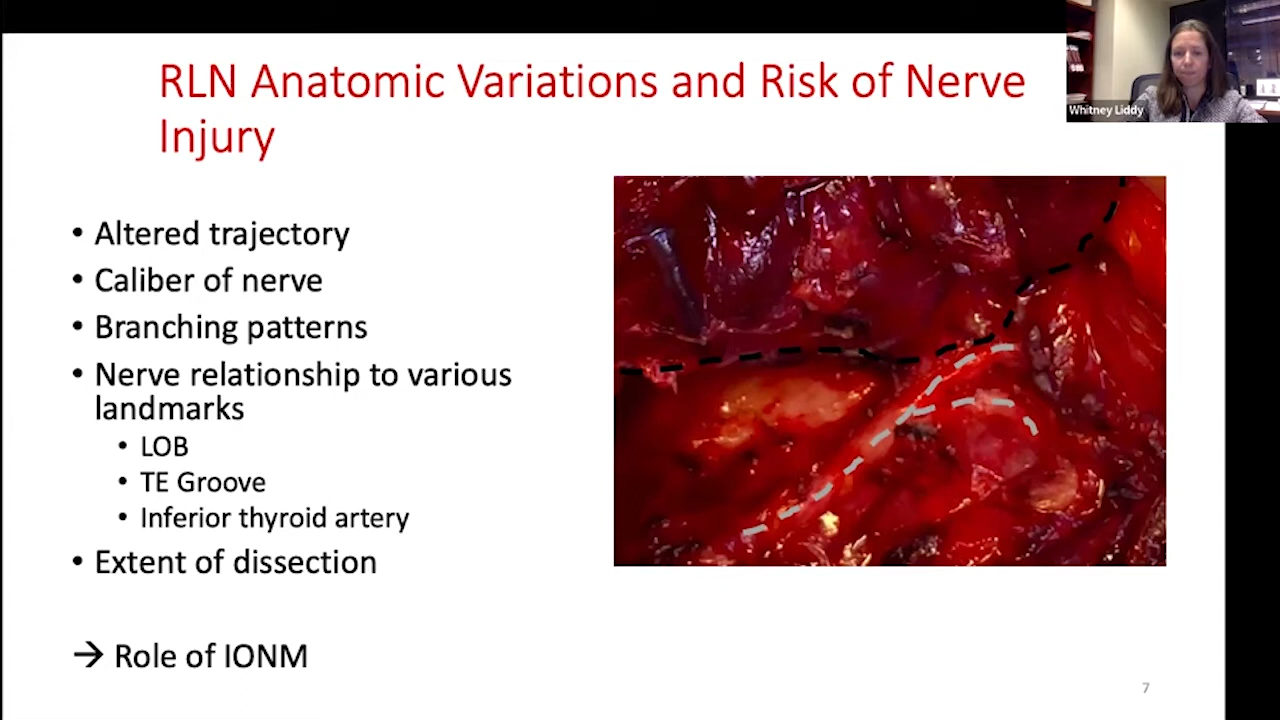 RLN Anatomic Variations and Risk of Nerve
Injury
Whitney Liddy
• Altered trajectory
• Caliber of nerve
• Branching patterns
• Nerve relationship to various
landmarks
• LOB
• TE Groove
• Inferior thyroid artery
• Extent of dissection
→ Role of IONM
7